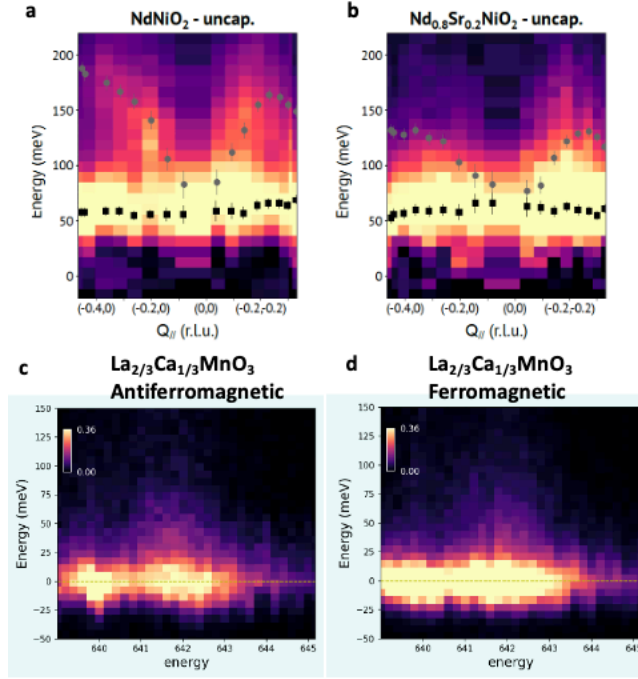 a NdNiO₂ - uncap.
200
150
100
50
0
Energy (meV)
(-0.4,0) (-0.2,0) (0,0) (-0.2,-0.2)
Q// (r.l.u.)
b Nd₀.₈Sr₀.₂NiO₂ - uncap.
200
150
100
50
0
Energy (meV)
(-0.4,0) (-0.2,0) (0,0) (-0.2,-0.2)
Q// (r.l.u.)
c La₂/₃Ca₁/₃MnO₃
Antiferromagnetic
150
125
100
75
50
25
0
−25
−50
Energy (meV)
0.36
0.00
640 641 642 643 644 645
energy
d La₂/₃Ca₁/₃MnO₃
Ferromagnetic
150
125
100
75
50
25
0
−25
−50
Energy (meV)
0.36
0.00
640 641 642 643 644 645
energy